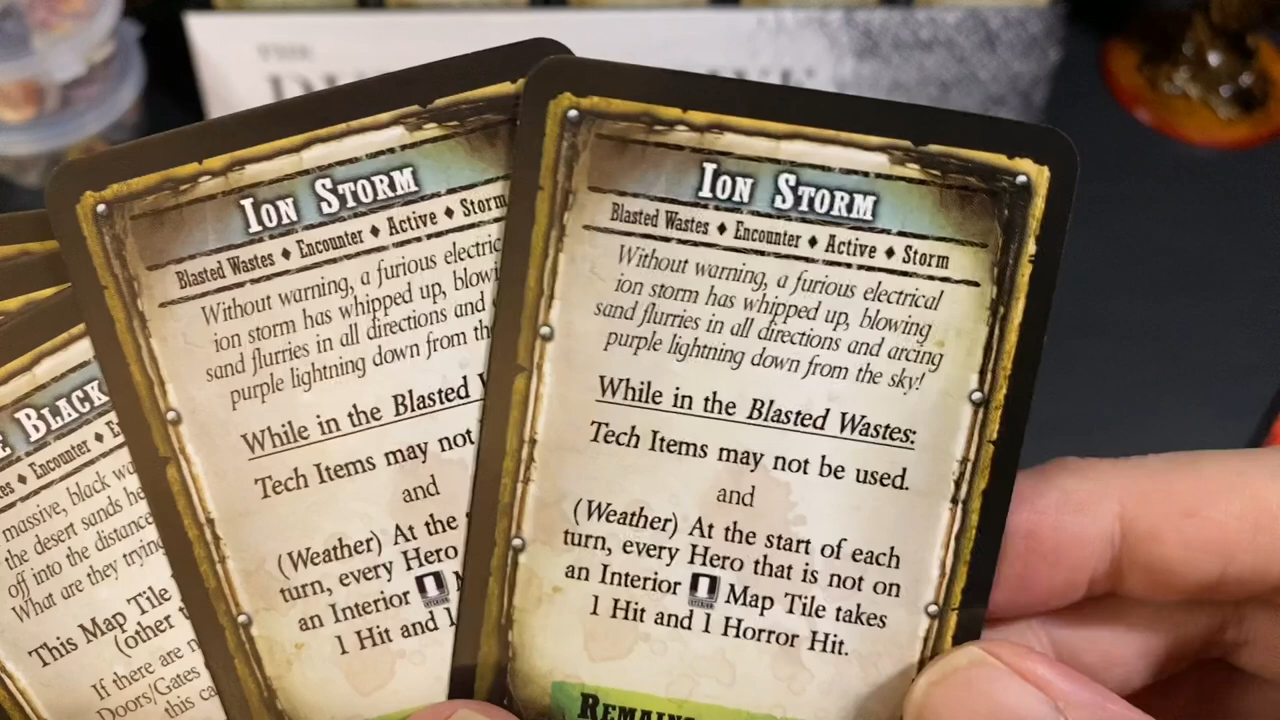 THE
Black
Encounter ♦
massive, black
the desert sands
off into the distance
What are they trying
This Map Tile
(other
If there are
Doors/Gates
this
Ion Storm
Blasted Wastes ♦ Encounter ♦ Active ♦ Storm
Without warning, a furious electric
ion storm has whipped up, blowi
sand flurries in all directions and
purple lightning down from th
While in the Blasted
Tech Items may not
and
(Weather) At the
turn, every Hero
an Interior INTERIOR
1 Hit and 1
Ion Storm
Blasted Wastes ♦ Encounter ♦ Active ♦ Storm
Without warning, a furious electrical
ion storm has whipped up, blowing
sand flurries in all directions and arcing
purple lightning down from the sky!
While in the Blasted Wastes:
Tech Items may not be used.
and
(Weather) At the start of each
turn, every Hero that is not on
an Interior INTERIOR Map Tile takes
1 Hit and 1 Horror Hit.
Remains